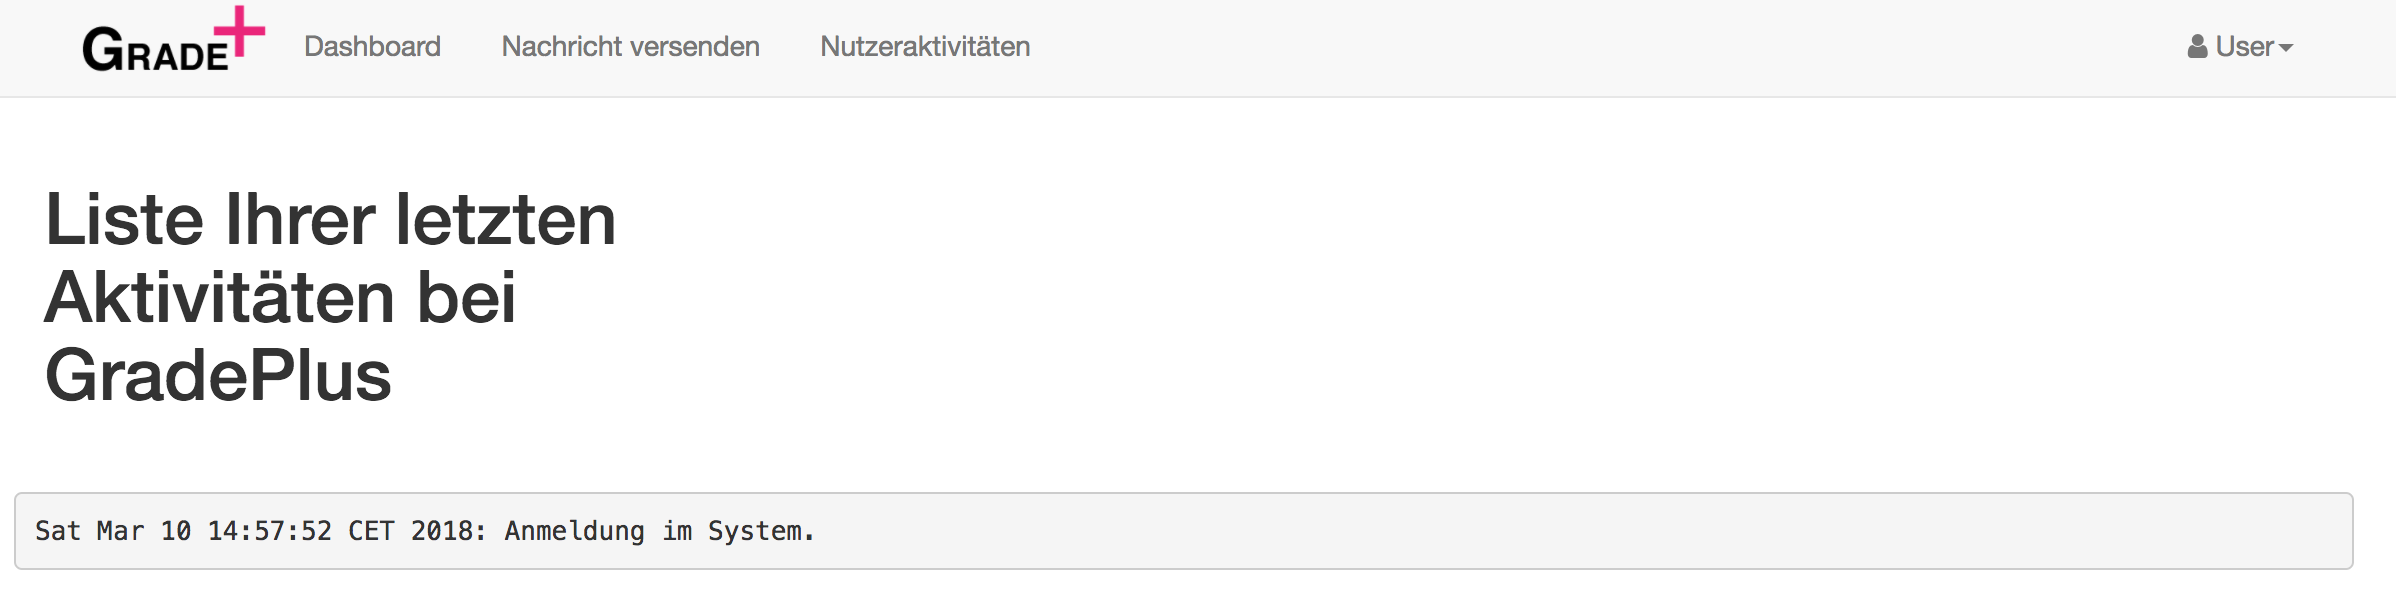 GRADE+ Dashboard Nachricht versenden Nutzeraktivitäten User
Liste Ihrer letzten
Aktivitäten bei
GradePlus
Sat Mar 10 14:57:52 CET 2018: Anmeldung im System.